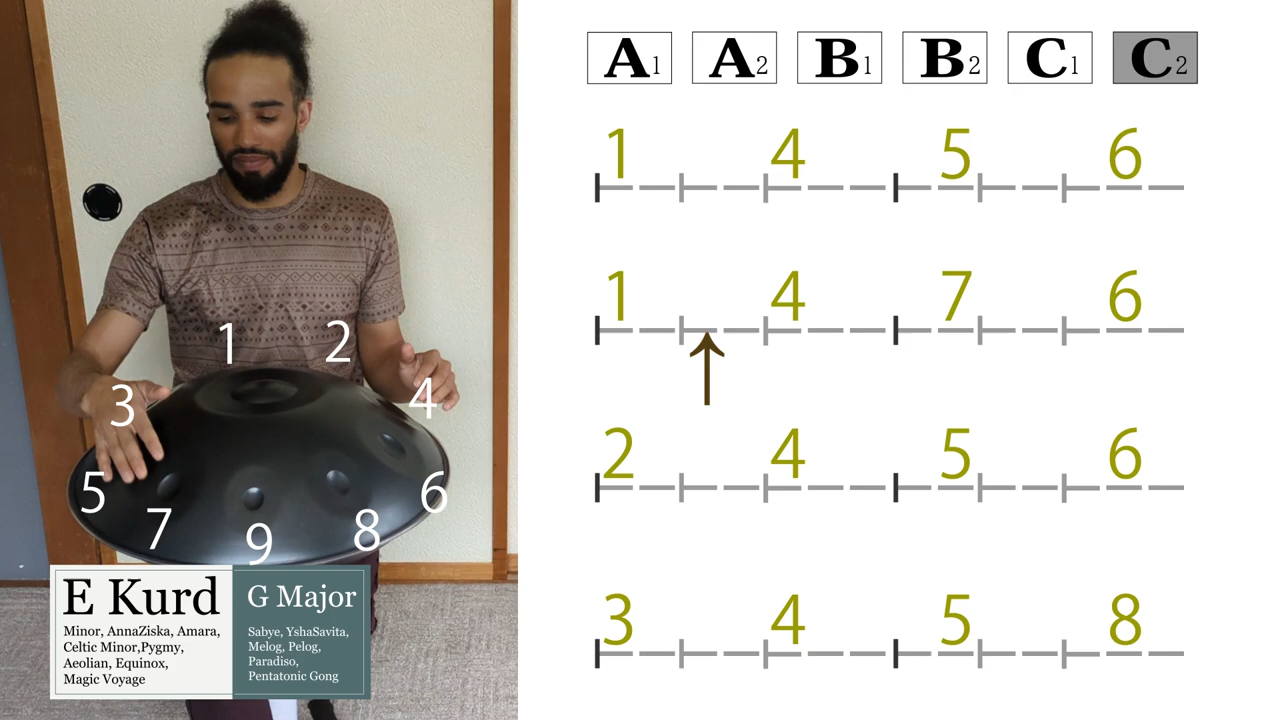 A1 A2 B1 B2 C1 C2
1 4 5 6
1 4 7 6
2 4 5 6
3 4 5 8
1 2
3 4
5 6
7 9 8
E Kurd
Minor, AnnaZiska, Amara,
Celtic Minor,Pygmy,
Aeolian, Equinox,
Magic Voyage
G Major
Sabye, YshaSavita,
Melog, Pelog,
Paradiso,
Pentatonic Gong